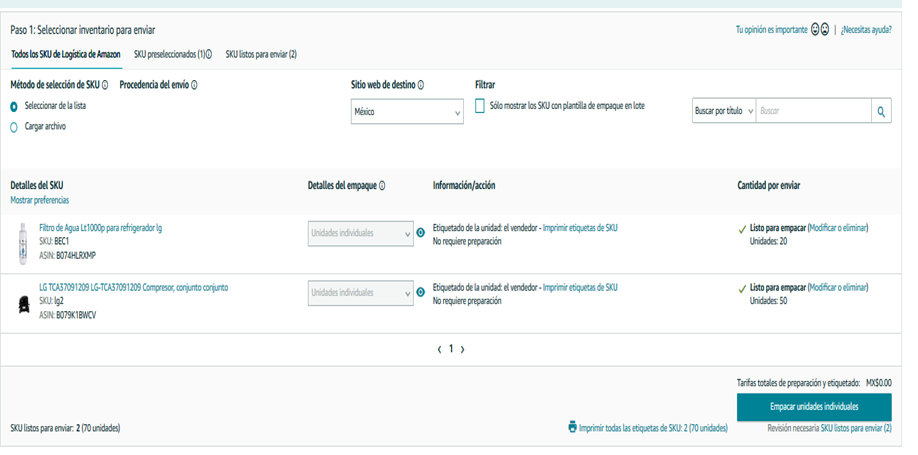 Paso 1: Seleccionar inventario para enviar
Tu opinión es importante | ¿Necesitas ayuda?
Todos los SKU de Logística de Amazon SKU preseleccionados (1) SKU listos para enviar (2)
Método de selección de SKU Procedencia del envío Sitio web de destino Filtrar
Seleccionar de la lista México Sólo mostrar los SKU con plantilla de empaque en lote Buscar por título Buscar
Cargar archivo
Detalles del SKU Detalles del empaque Información/acción Cantidad por enviar
Mostrar preferencias
Filtro de Agua Lt1000p para refrigerador lg Unidades individuales Etiquetado de la unidad: el vendedor - Imprimir etiquetas de SKU Listo para empacar (Modificar o eliminar)
SKU: BEC1 No requiere preparación Unidades: 20
ASIN: B074HLRXMP
LG TCA37091209 LG-TCA37091209 Compresor, conjunto conjunto Unidades individuales Etiquetado de la unidad: el vendedor - Imprimir etiquetas de SKU Listo para empacar (Modificar o eliminar)
SKU: lg2 No requiere preparación Unidades: 50
ASIN: B079K1BWCV
‹ 1 ›
Tarifas totales de preparación y etiquetado: MX$0.00
Empacar unidades individuales
SKU listos para enviar: 2 (70 unidades) Imprimir todas las etiquetas de SKU: 2 (70 unidades) Revisión necesaria SKU listos para enviar (2)